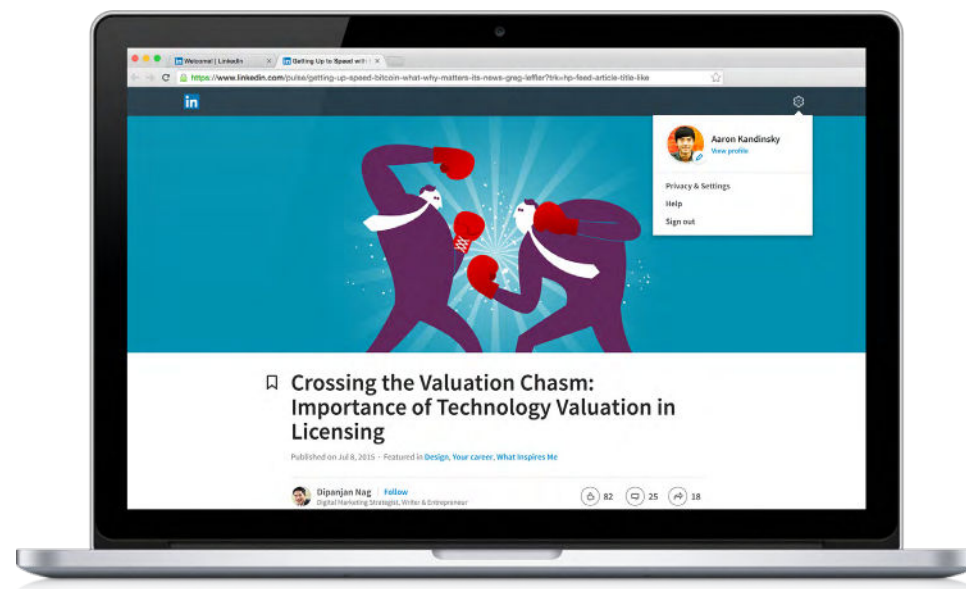 Welcome! | LinkedIn
Getting Up to Speed with
https://www.linkedin.com/pulse/getting-up-speed-bitcoin-what-why-matters-its-news-greg-leffler?trk=hp-feed-article-title-like
in
Aaron Kandinsky
View profile
Privacy & Settings
Help
Sign out
Crossing the Valuation Chasm:
Importance of Technology Valuation in
Licensing
Published on Jul 8, 2015 - Featured in Design, Your career, What Inspires Me
Dipanjan Nag | Follow
Digital Marketing Strategist, Writer & Entrepreneur
82 25 18